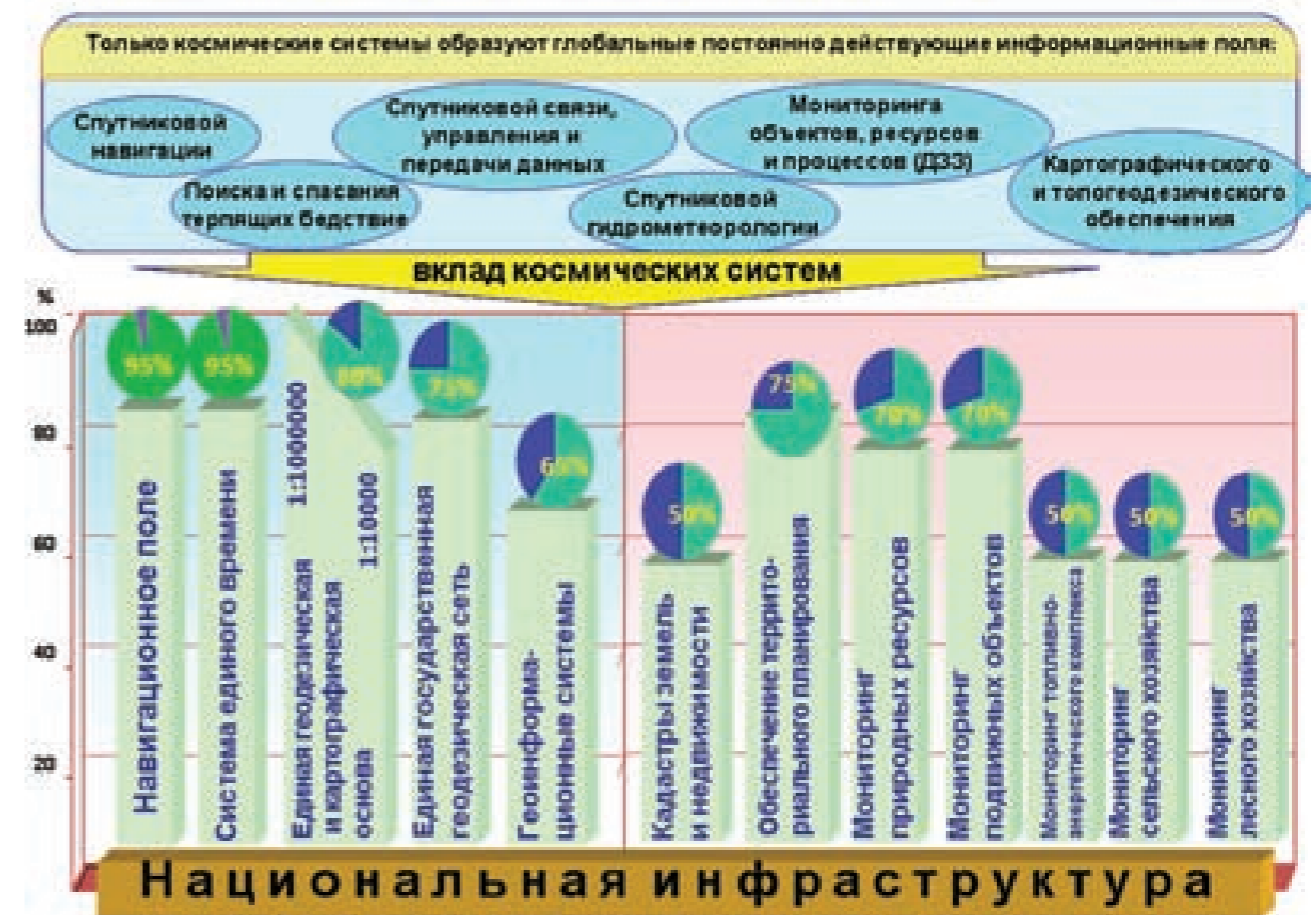 Только космические системы образуют глобальные постоянно действующие информационные поля:
Спутниковой
навигации
Поиска и спасания
терпящих бедствие
Спутниковой связи,
управления и
передачи данных
Спутниковой
гидрометеорологии
Мониторинга
объектов, ресурсов
и процессов (ДЗЗ)
Картографического
и топогеодезического
обеспечения
вклад космических систем
%
100
80
60
40
20
95%
Навигационное поле
95%
Система единого времени
1:1000000
1:10000
Единая геодезическая
и картографическая
основа
75%
Единая государственная
геодезическая сеть
60%
Геоинформа-
ционные системы
50%
Кадастры земель
и недвижимости
75%
Обеспечение террито-
риального планирования
70%
Мониторинг
природных ресурсов
70%
Мониторинг
подвижных объектов
50%
Мониторинг топливно-
энергетического комплекса
50%
Мониторинг
сельского хозяйства
50%
Мониторинг
лесного хозяйства
Национальная инфраструктура